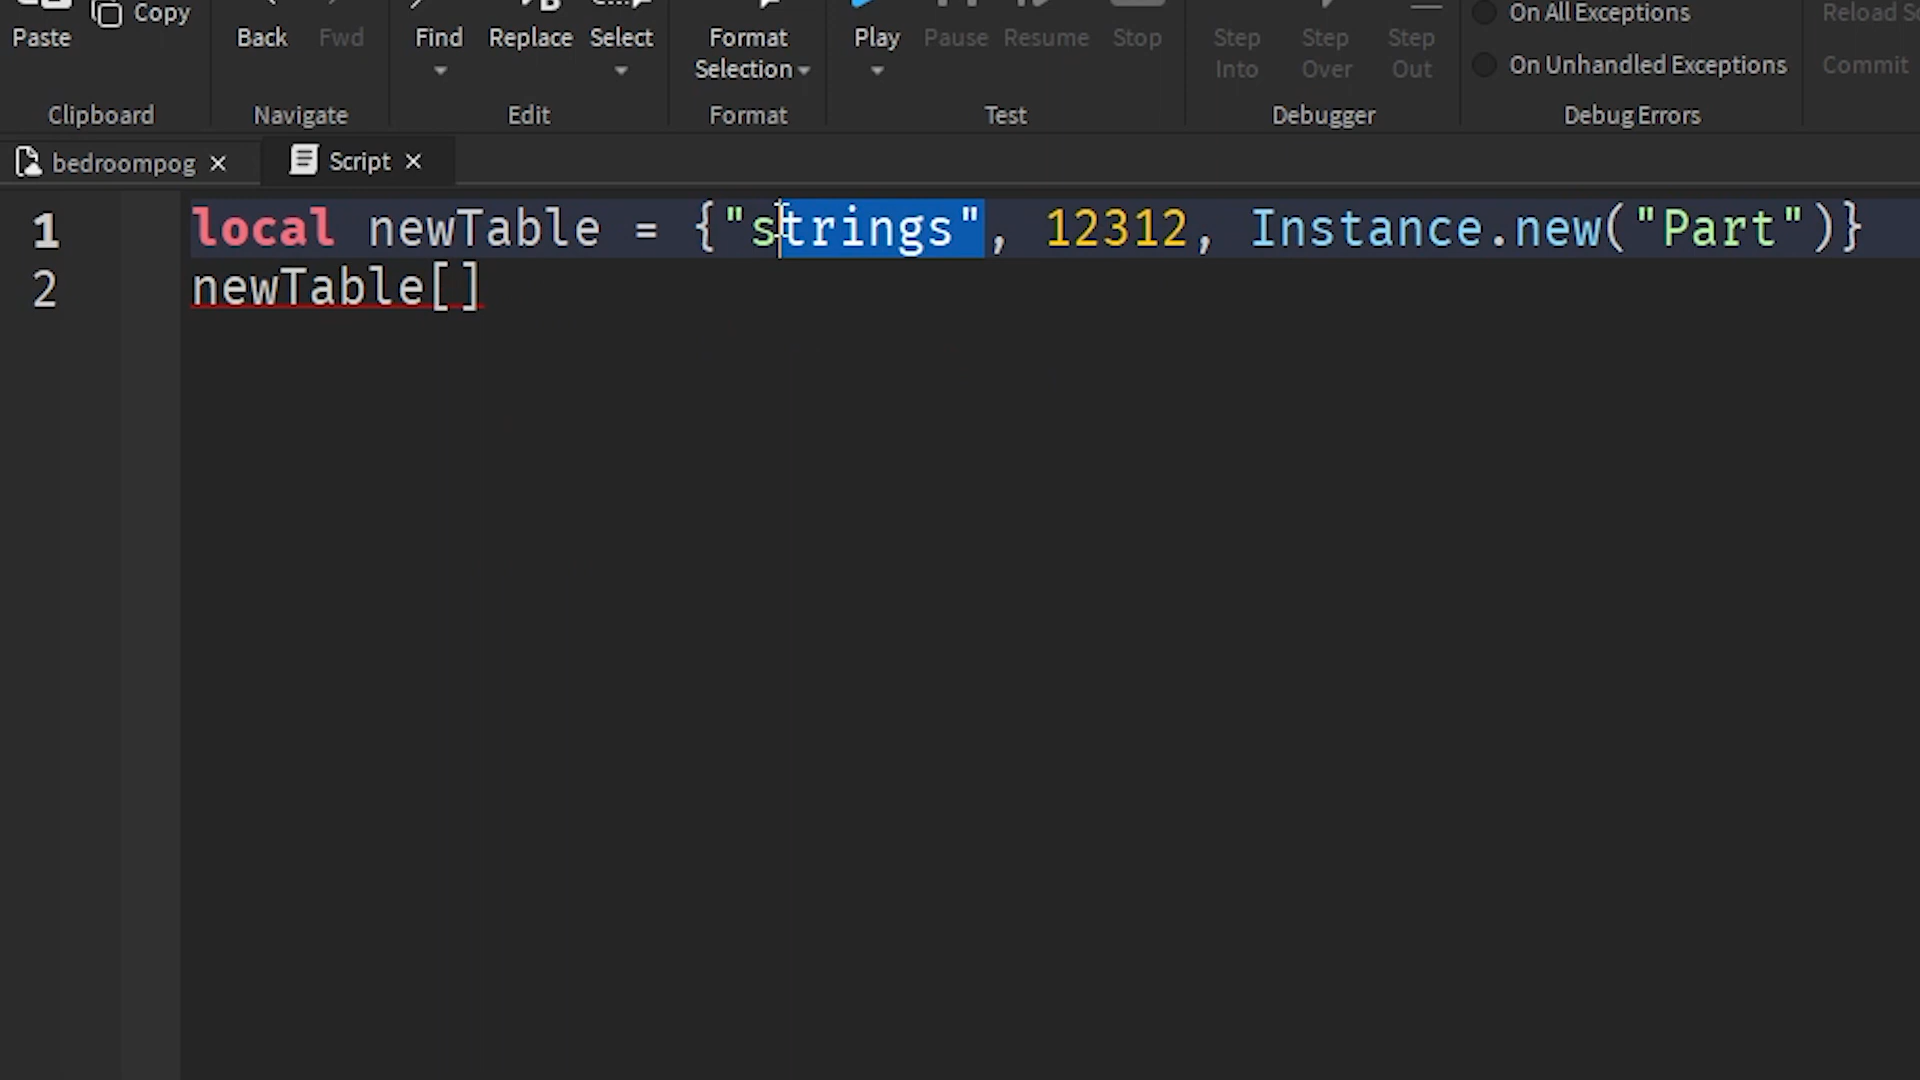 Copy
On All Exceptions
Paste Back Fwd Find Replace Select Format Selection Play Pause Resume Stop Step Into Step Over Step Out On Unhandled Exceptions Commit
Reload
Clipboard Navigate Edit Format Test Debugger Debug Errors
bedroompog × Script ×
1 local newTable = {"strings", 12312, Instance.new("Part")}
2 newTable[]